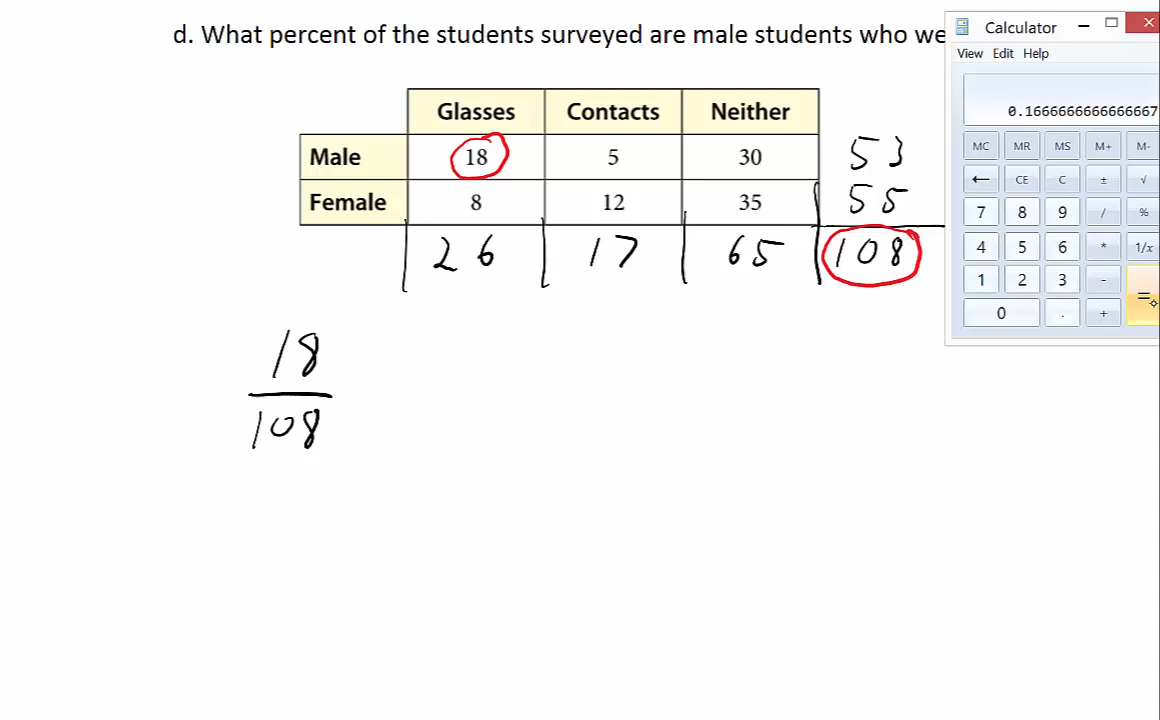 d. What percent of the students surveyed are male students who we
Calculator
View Edit Help
0.1666666666666667
MC MR MS M+ M-
← CE C ± √
7 8 9 / %
4 5 6 * 1/x
1 2 3 - =
0 . +
Glasses Contacts Neither
Male 18 5 30 53
Female 8 12 35 55
26 17 65 108
18
108